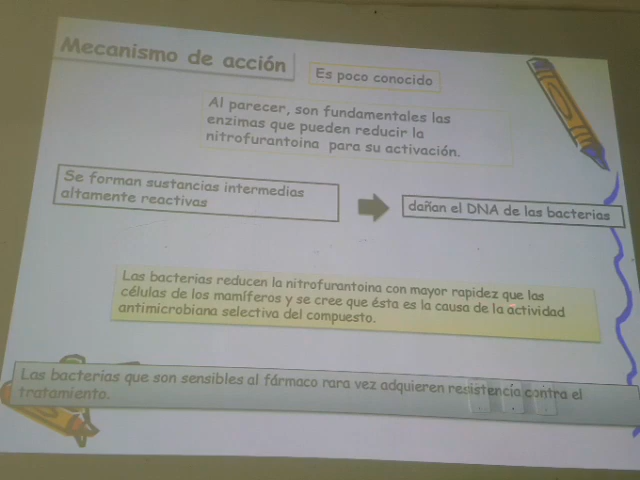 Mecanismo de acción
Es poco conocido
Al parecer, son fundamentales las
enzimas que pueden reducir la
nitrofurantoina para su activación.
Se forman sustancias intermedias
altamente reactivas
dañan el DNA de las bacterias
Las bacterias reducen la nitrofurantoina con mayor rapidez que las
células de los mamíferos y se cree que ésta es la causa de la actividad
antimicrobiana selectiva del compuesto.
Las bacterias que son sensibles al fármaco rara vez adquieren resistencia contra el
tratamiento.